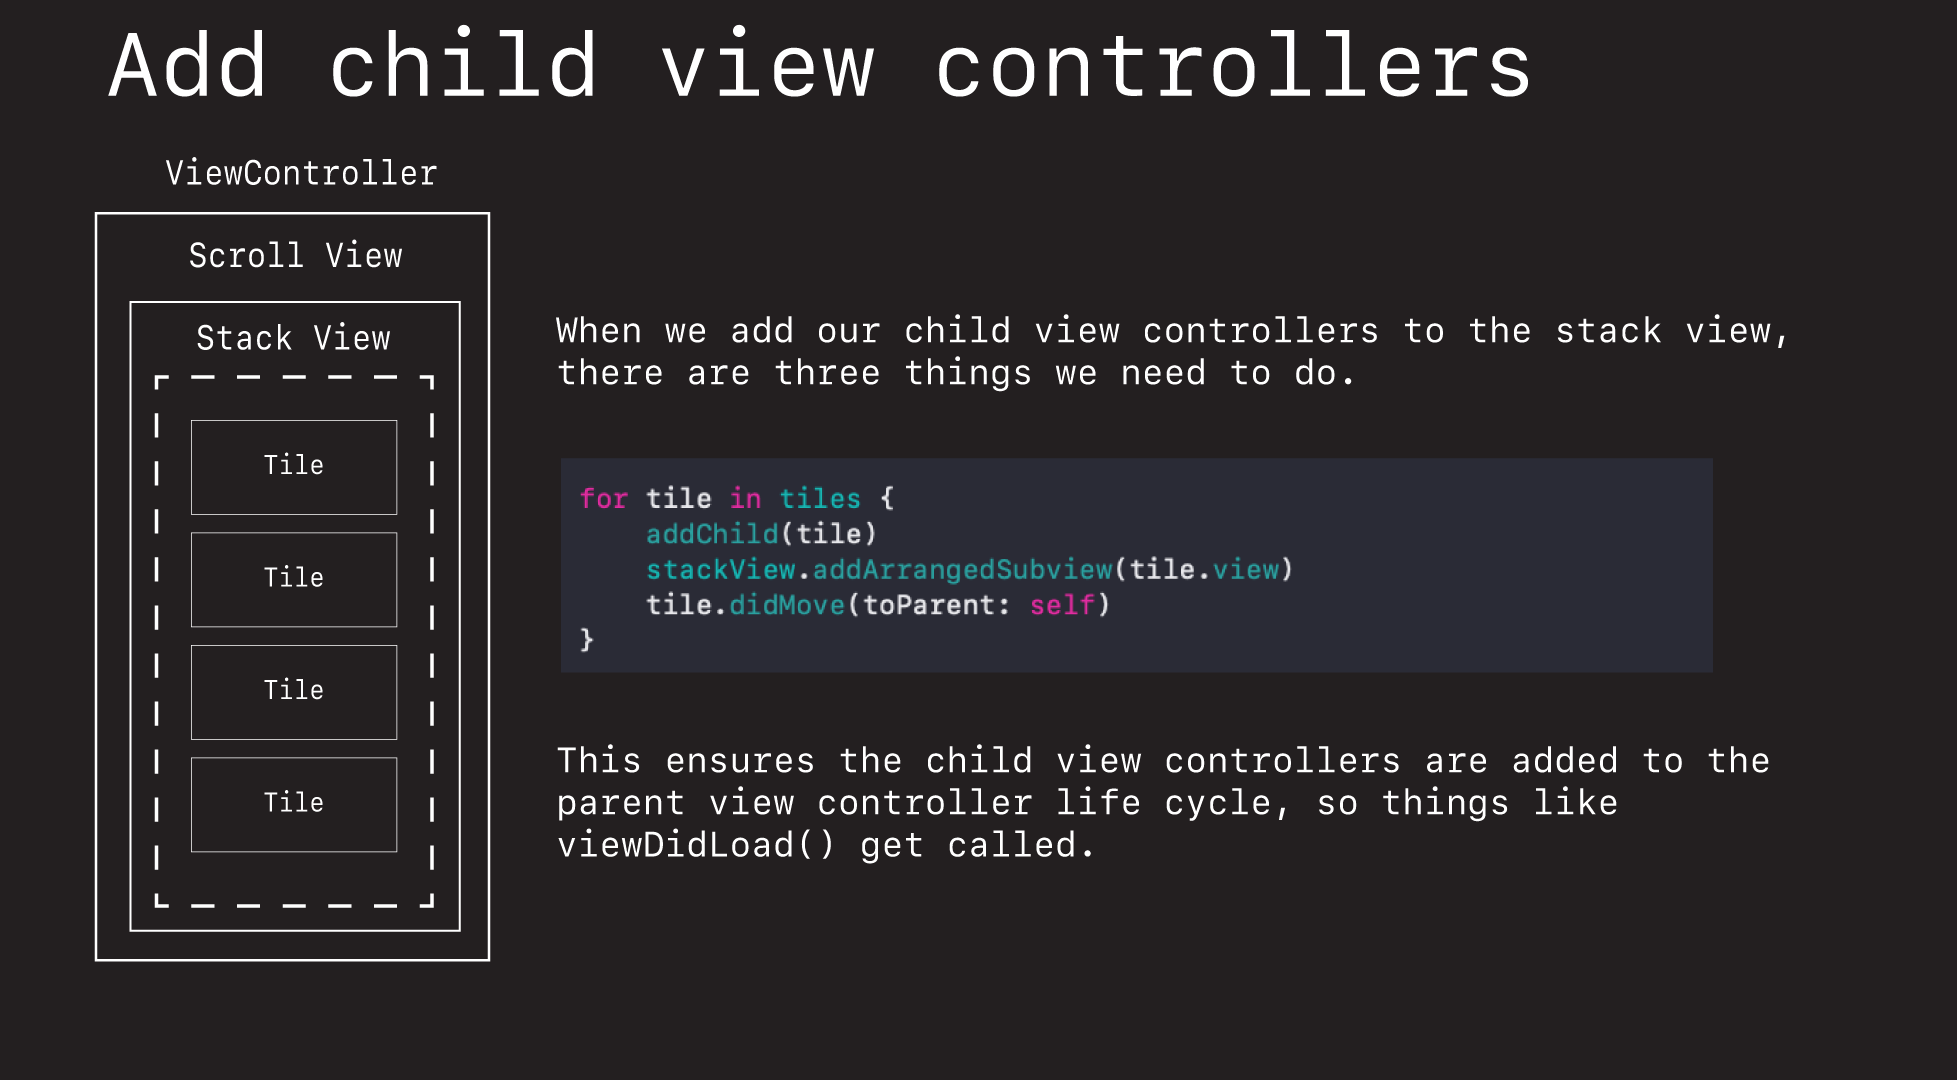 Add child view controllers
ViewController
Scroll View
Stack View
Tile
Tile
Tile
Tile
When we add our child view controllers to the stack view,
there are three things we need to do.
for tile in tiles {
    addChild(tile)
    stackView.addArrangedSubview(tile.view)
    tile.didMove(toParent: self)
}
This ensures the child view controllers are added to the
parent view controller life cycle, so things like
viewDidLoad() get called.